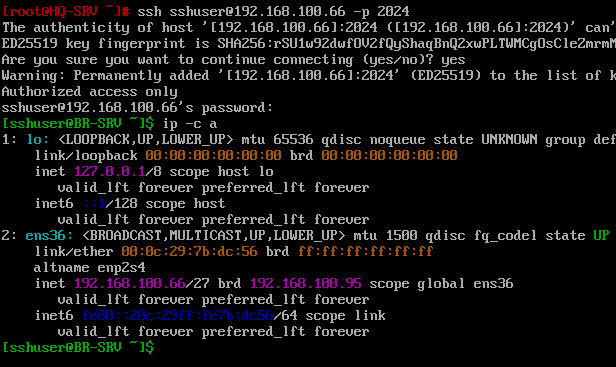 [root@HQ-SRV ~]# ssh sshuser@192.168.100.66 -p 2024
The authenticity of host '[192.168.100.66]:2024 ([192.168.100.66]:2024)' can'
ED25519 key fingerprint is SHA256:rSU1w92dwfOV2fQyShaqBnQ2xwPLTWMCgOsCleZmrmM
Are you sure you want to continue connecting (yes/no)? yes
Warning: Permanently added '[192.168.100.66]:2024' (ED25519) to the list of k
Authorized access only
sshuser@192.168.100.66's password:
[sshuser@BR-SRV ~]$ ip -c a
1: lo: <LOOPBACK,UP,LOWER_UP> mtu 65536 qdisc noqueue state UNKNOWN group def
link/loopback 00:00:00:00:00:00 brd 00:00:00:00:00:00
inet 127.0.0.1/8 scope host lo
valid_lft forever preferred_lft forever
inet6 ::1/128 scope host
valid_lft forever preferred_lft forever
2: ens36: <BROADCAST,MULTICAST,UP,LOWER_UP> mtu 1500 qdisc fq_codel state UP
link/ether 00:0c:29:7b:dc:56 brd ff:ff:ff:ff:ff:ff
altname enp2s4
inet 192.168.100.66/27 brd 192.168.100.95 scope global ens36
valid_lft forever preferred_lft forever
inet6 fe80::20c:29ff:fe7b:dc56/64 scope link
valid_lft forever preferred_lft forever
[sshuser@BR-SRV ~]$